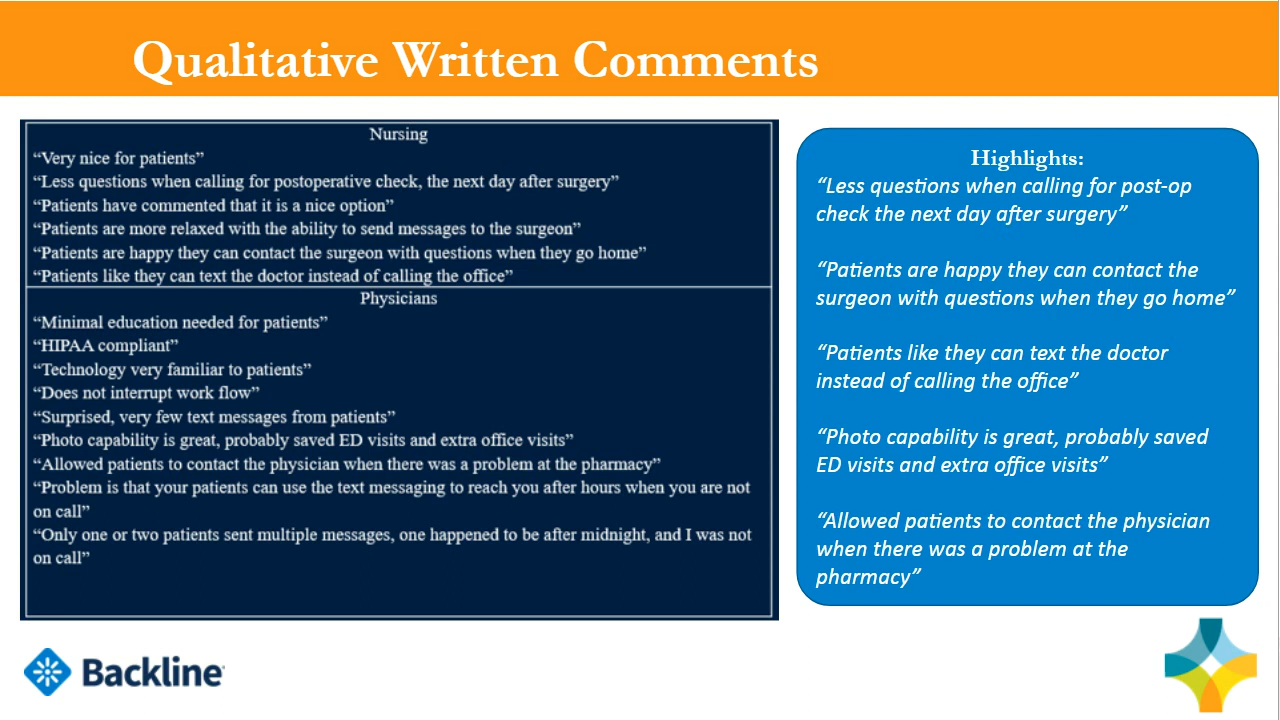 Qualitative Written Comments
Nursing
“Very nice for patients”
“Less questions when calling for postoperative check, the next day after surgery”
“Patients have commented that it is a nice option”
“Patients are more relaxed with the ability to send messages to the surgeon”
“Patients are happy they can contact the surgeon with questions when they go home”
“Patients like they can text the doctor instead of calling the office”
Physicians
“Minimal education needed for patients”
“HIPAA compliant”
“Technology very familiar to patients”
“Does not interrupt work flow”
“Surprised, very few text messages from patients”
“Photo capability is great, probably saved ED visits and extra office visits”
“Allowed patients to contact the physician when there was a problem at the pharmacy”
“Problem is that your patients can use the text messaging to reach you after hours when you are not
on call”
“Only one or two patients sent multiple messages, one happened to be after midnight, and I was not
on call”
Highlights:
“Less questions when calling for post-op
check the next day after surgery”
“Patients are happy they can contact the
surgeon with questions when they go home”
“Patients like they can text the doctor
instead of calling the office”
“Photo capability is great, probably saved
ED visits and extra office visits”
“Allowed patients to contact the physician
when there was a problem at the
pharmacy”
Backline